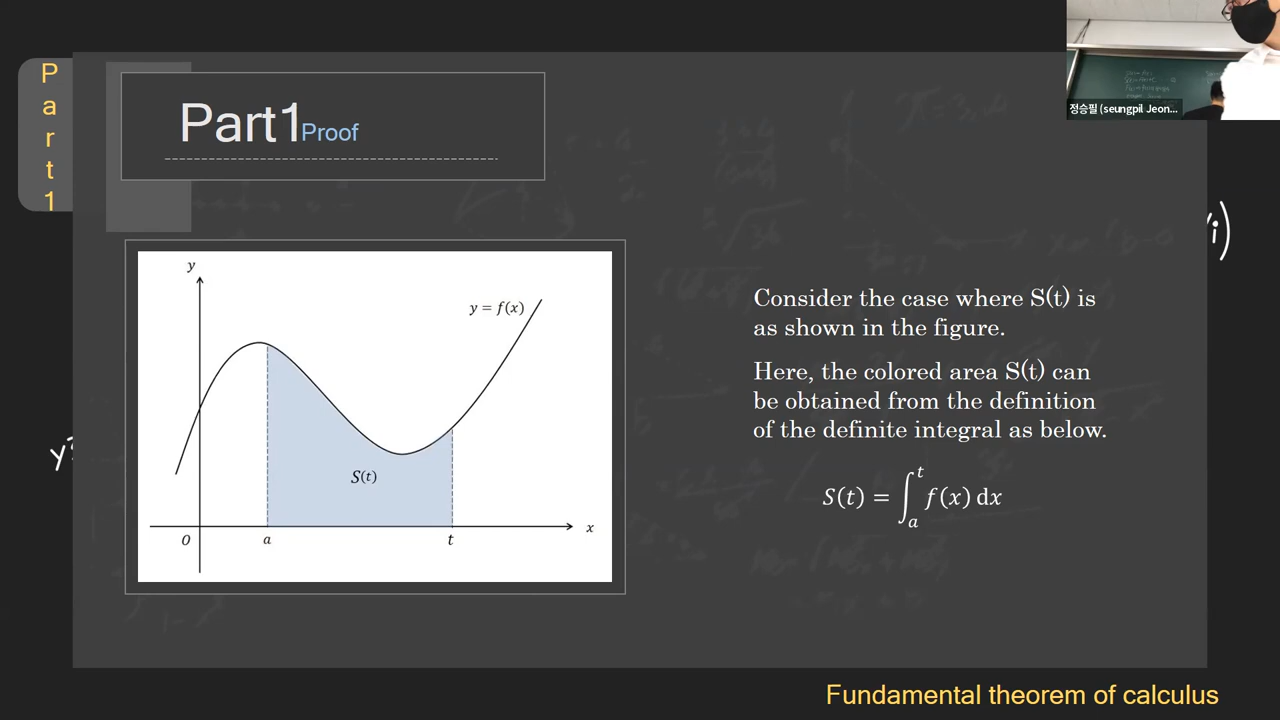 P
a
r
t
1
Part1 Proof
정승필 (seungpil Jeon...
y
y = f(x)
S(t)
O
a
t
x
Consider the case where S(t) is
as shown in the figure.
Here, the colored area S(t) can
be obtained from the definition
of the definite integral as below.
S(t) = ∫ₐᵗ f(x) dx
Fundamental theorem of calculus